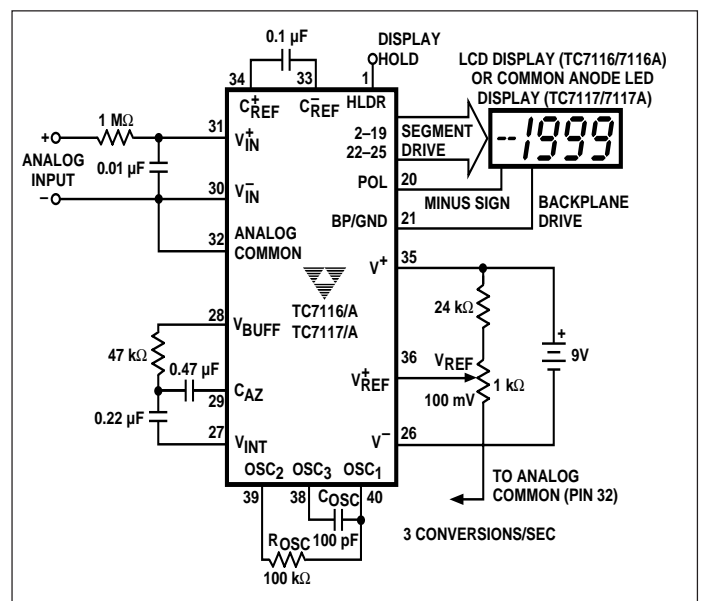 0.1 µF
DISPLAY
HOLD
LCD DISPLAY (TC7116/7116A)
OR COMMON ANODE LED
DISPLAY (TC7117/7117A)
34
33
1
C+REF
C–REF
HLDR
1 MΩ
31
V+IN
+
ANALOG
INPUT
–
0.01 µF
30
V–IN
32
ANALOG
COMMON
2–19
22–25
SEGMENT
DRIVE
--1999
POL
20
MINUS SIGN
BP/GND
21
BACKPLANE
DRIVE
V+
35
TC7116/A
TC7117/A
24 kΩ
+
9V
28
VBUFF
47 kΩ
0.47 µF
CAZ
29
0.22 µF
27
VINT
36
V+REF
VREF
1 kΩ
100 mV
V–
26
OSC2
OSC3
OSC1
39
38
COSC
40
100 pF
ROSC
100 kΩ
TO ANALOG
COMMON (PIN 32)
3 CONVERSIONS/SEC